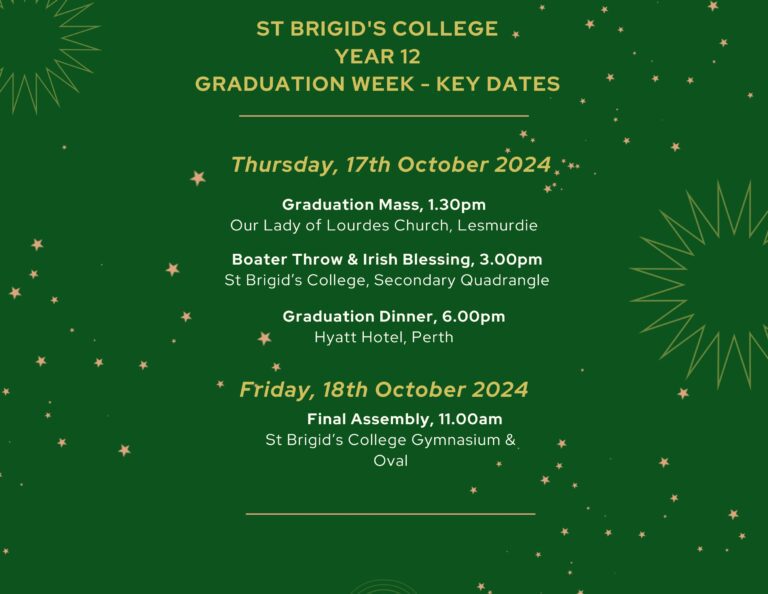 ST BRIGID'S COLLEGE
YEAR 12
GRADUATION WEEK - KEY DATES
Thursday, 17th October 2024
Graduation Mass, 1.30pm
Our Lady of Lourdes Church, Lesmurdie
Boater Throw & Irish Blessing, 3.00pm
St Brigid’s College, Secondary Quadrangle
Graduation Dinner, 6.00pm
Hyatt Hotel, Perth
Friday, 18th October 2024
Final Assembly, 11.00am
St Brigid’s College Gymnasium &
Oval